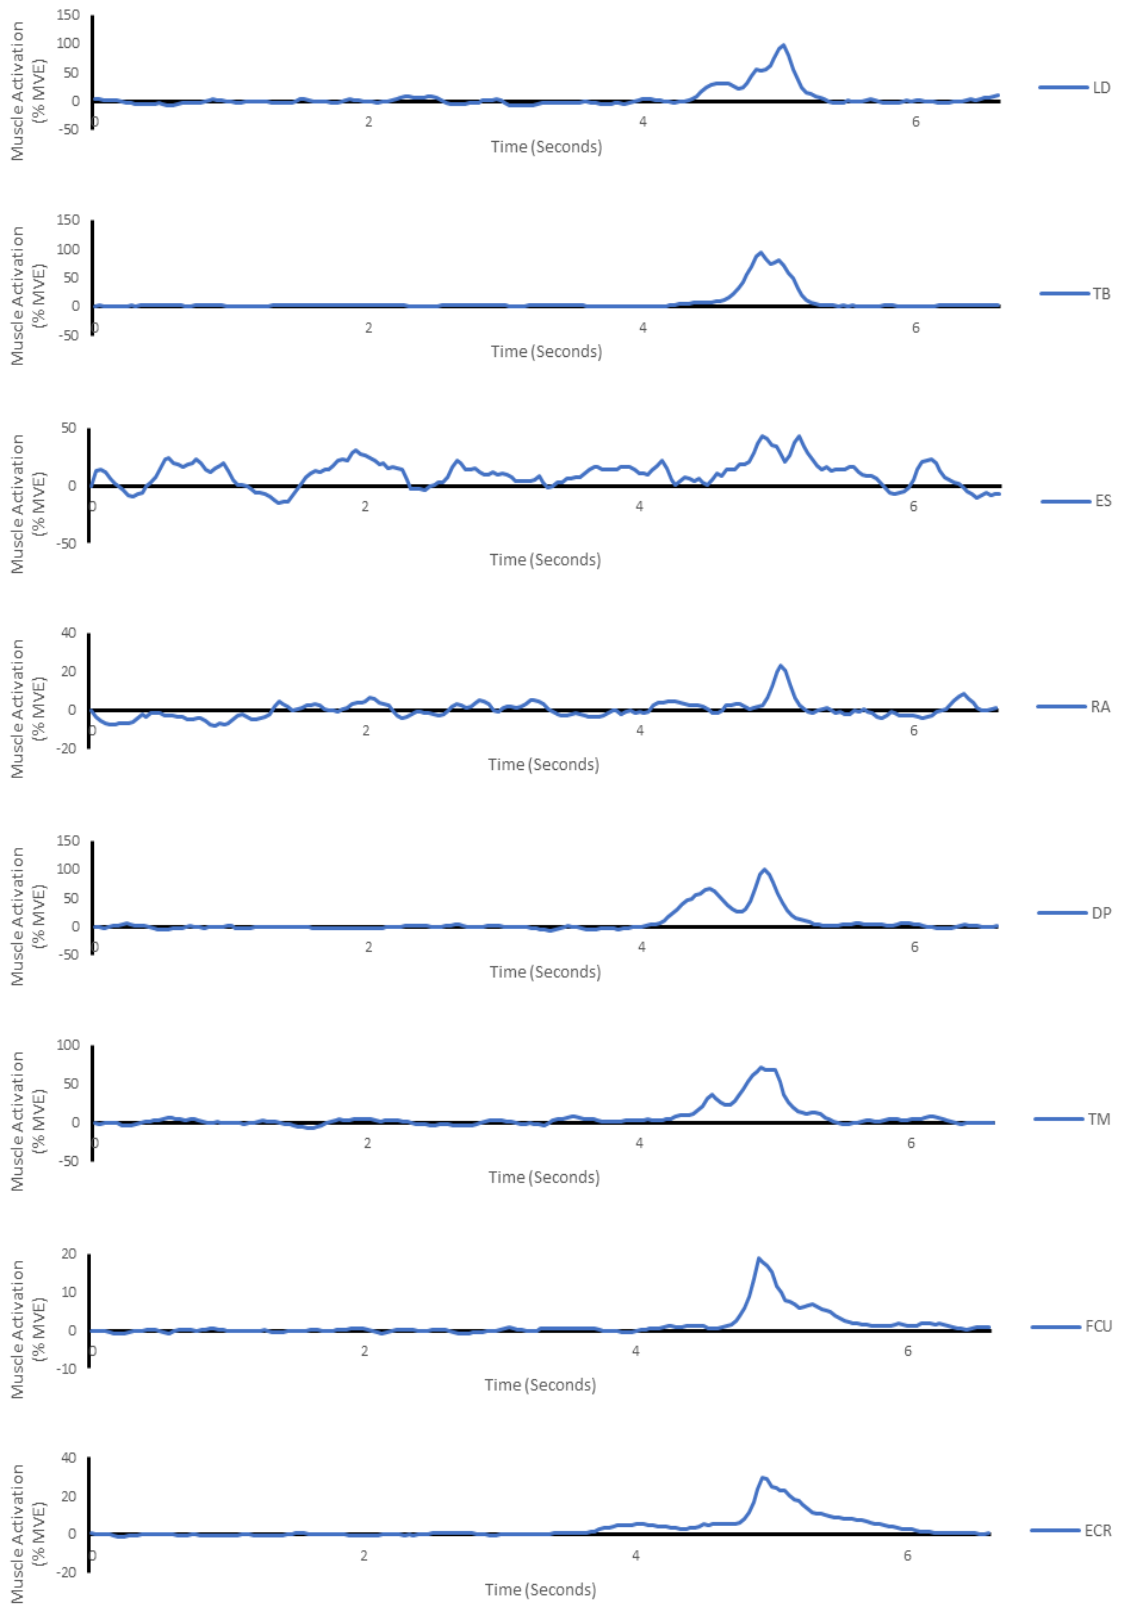 Muscle Activation
(% MVE)
150
100
50
0
-50
0
2
4
6
Time (Seconds)
LD
Muscle Activation
(% MVE)
150
100
50
0
-50
0
2
4
6
Time (Seconds)
TB
Muscle Activation
(% MVE)
50
0
-50
0
2
4
6
Time (Seconds)
ES
Muscle Activation
(% MVE)
40
20
0
-20
0
2
4
6
Time (Seconds)
RA
Muscle Activation
(% MVE)
150
100
50
0
-50
0
2
4
6
Time (Seconds)
DP
Muscle Activation
(% MVE)
100
50
0
-50
0
2
4
6
Time (Seconds)
TM
Muscle Activation
(% MVE)
20
10
0
-10
0
2
4
6
Time (Seconds)
FCU
Muscle Activation
(% MVE)
40
20
0
-20
0
2
4
6
Time (Seconds)
ECR